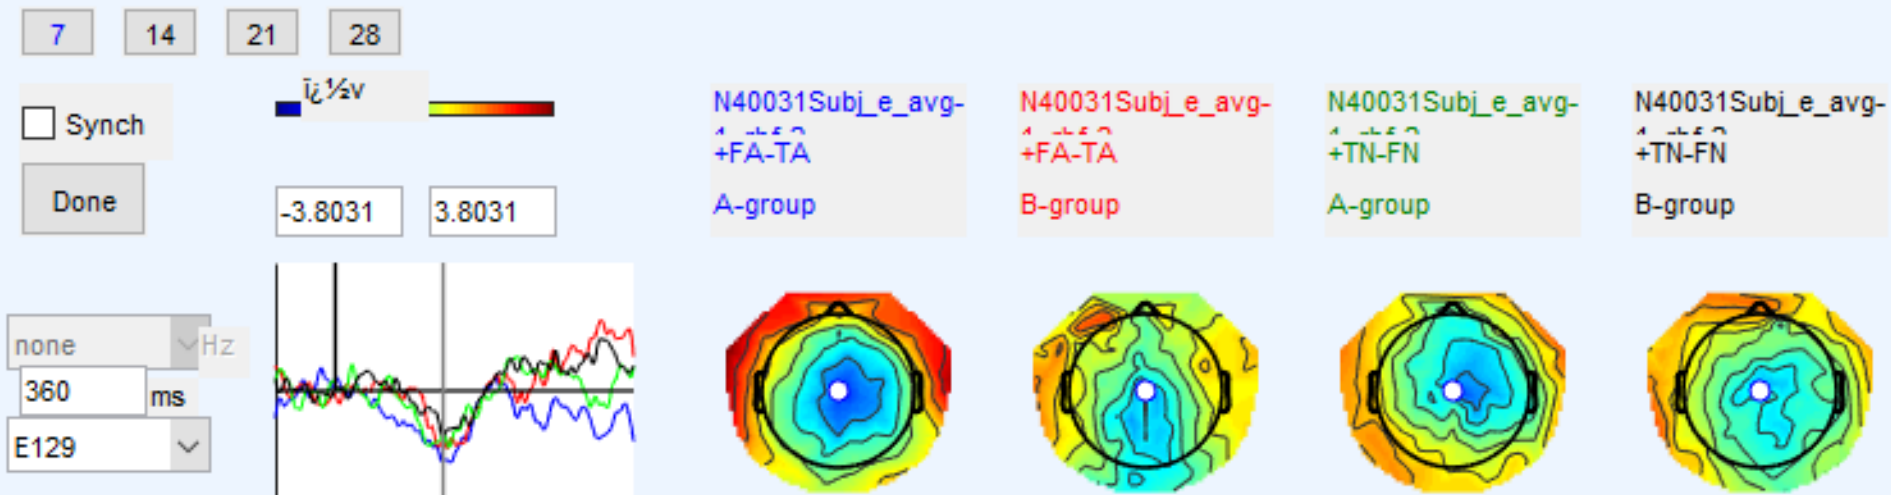 7 14 21 28
ï¿½v
Synch
Done
-3.8031 3.8031
N40031Subj_e_avg-
+FA-TA
A-group
N40031Subj_e_avg-
+FA-TA
B-group
N40031Subj_e_avg-
+TN-FN
A-group
N40031Subj_e_avg-
+TN-FN
B-group
none Hz
360 ms
E129